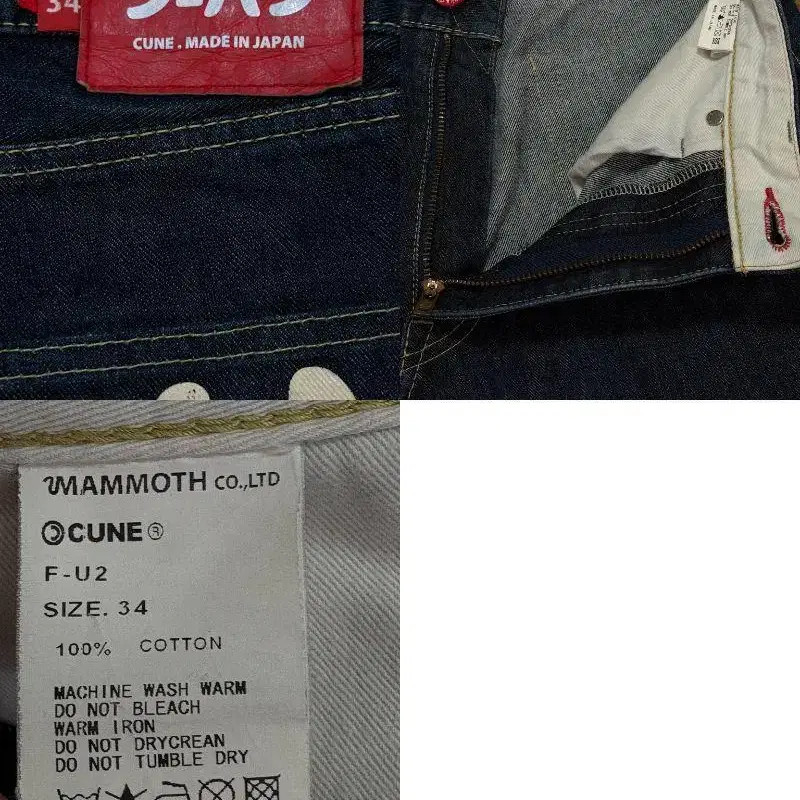 34
CUNE . MADE IN JAPAN
MAMMOTH CO.,LTD
CUNE®
F-U2
SIZE. 34
100% COTTON
MACHINE WASH WARM
DO NOT BLEACH
WARM IRON
DO NOT DRYCREAN
DO NOT TUMBLE DRY